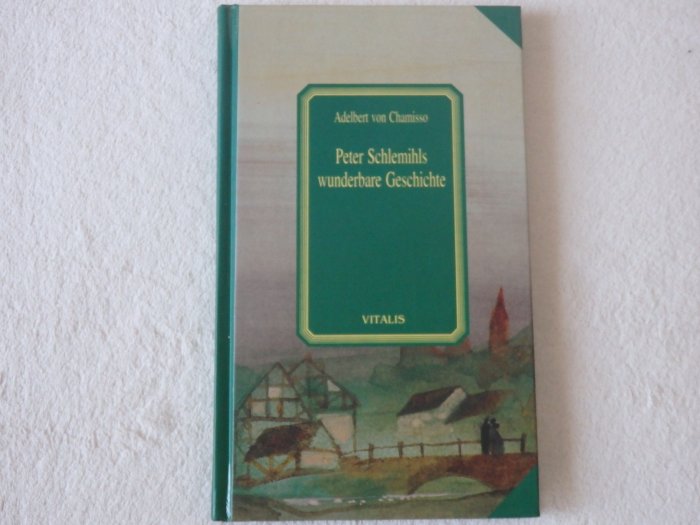 Adelbert von Chamisso
Peter Schlemihls
wunderbare Geschichte
VITALIS